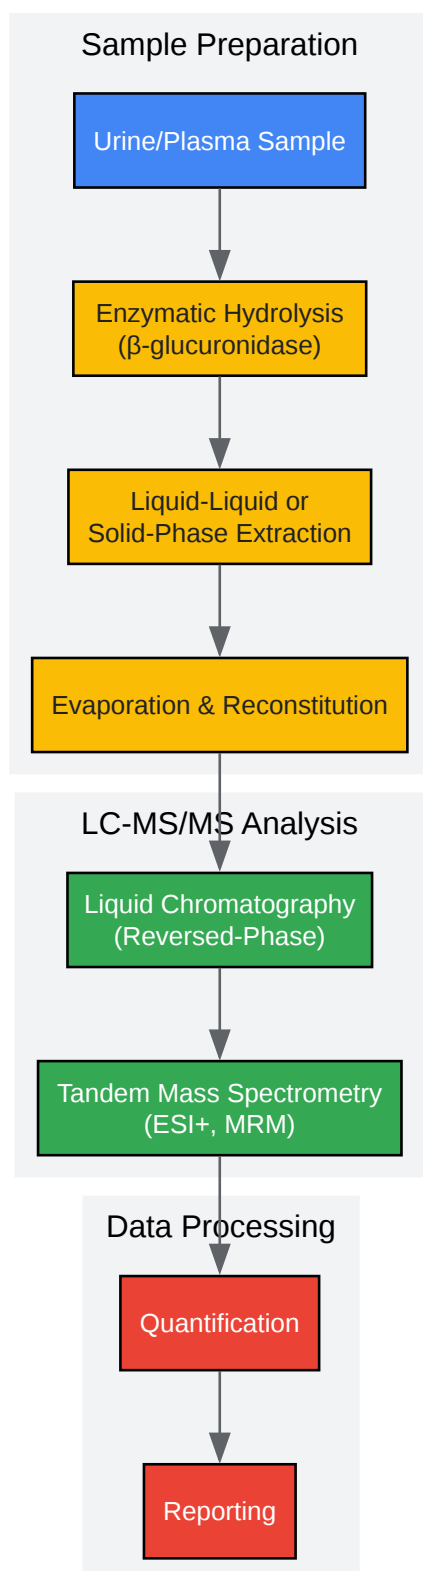 Sample Preparation
Urine/Plasma Sample
Enzymatic Hydrolysis
(β-glucuronidase)
Liquid-Liquid or
Solid-Phase Extraction
Evaporation & Reconstitution
LC-MS/MS Analysis
Liquid Chromatography
(Reversed-Phase)
Tandem Mass Spectrometry
(ESI+, MRM)
Data Processing
Quantification
Reporting